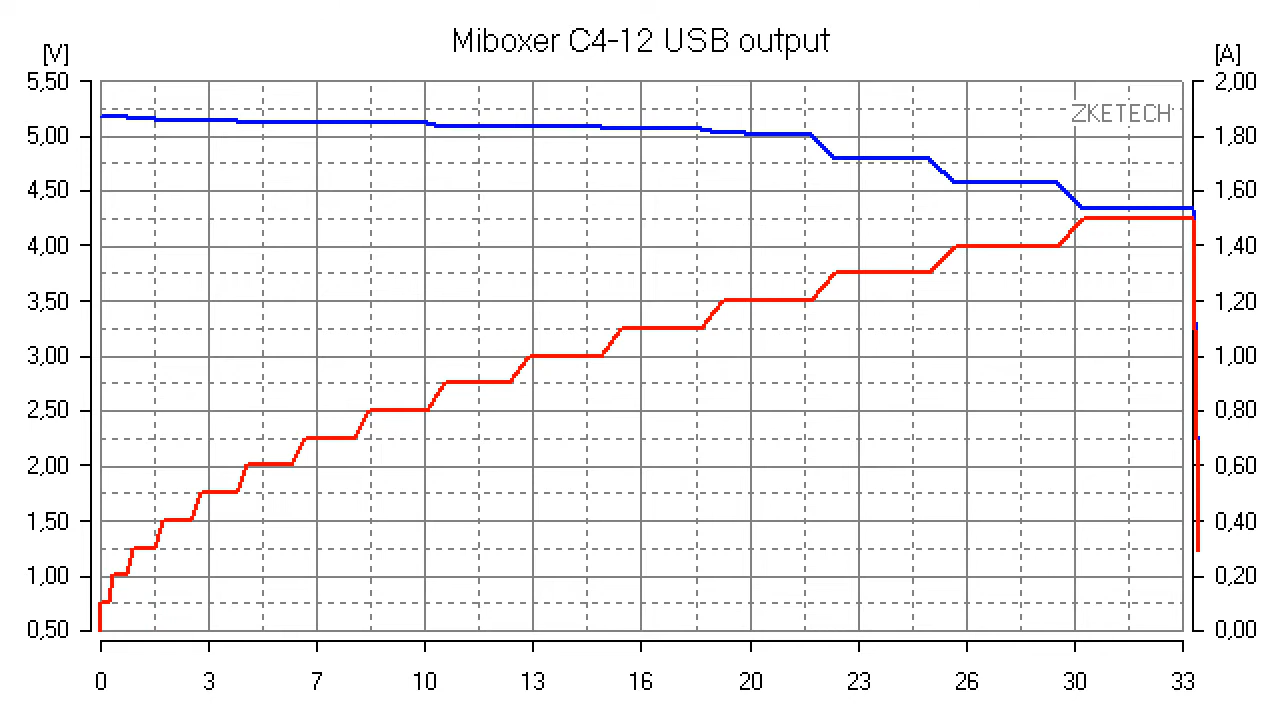 Miboxer C4-12 USB output
[V] [A]
5,50 2,00
ZKETECH
5,00 1,80
4,50 1,60
4,00 1,40
3,50 1,20
3,00 1,00
2,50 0,80
2,00 0,60
1,50 0,40
1,00 0,20
0,50 0,00
0 3 7 10 13 16 20 23 26 30 33